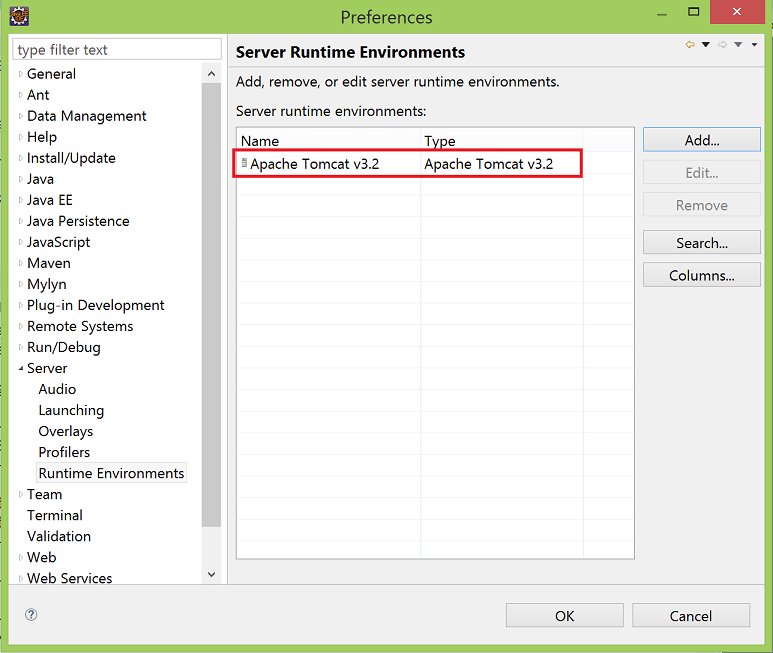 Preferences
type filter text
General
Ant
Data Management
Help
Install/Update
Java
Java EE
Java Persistence
JavaScript
Maven
Mylyn
Plug-in Development
Remote Systems
Run/Debug
Server
Audio
Launching
Overlays
Profilers
Runtime Environments
Team
Terminal
Validation
Web
Web Services
Server Runtime Environments
Add, remove, or edit server runtime environments.
Server runtime environments:
Name Type
Apache Tomcat v3.2 Apache Tomcat v3.2
Add...
Edit...
Remove
Search...
Columns...
OK Cancel